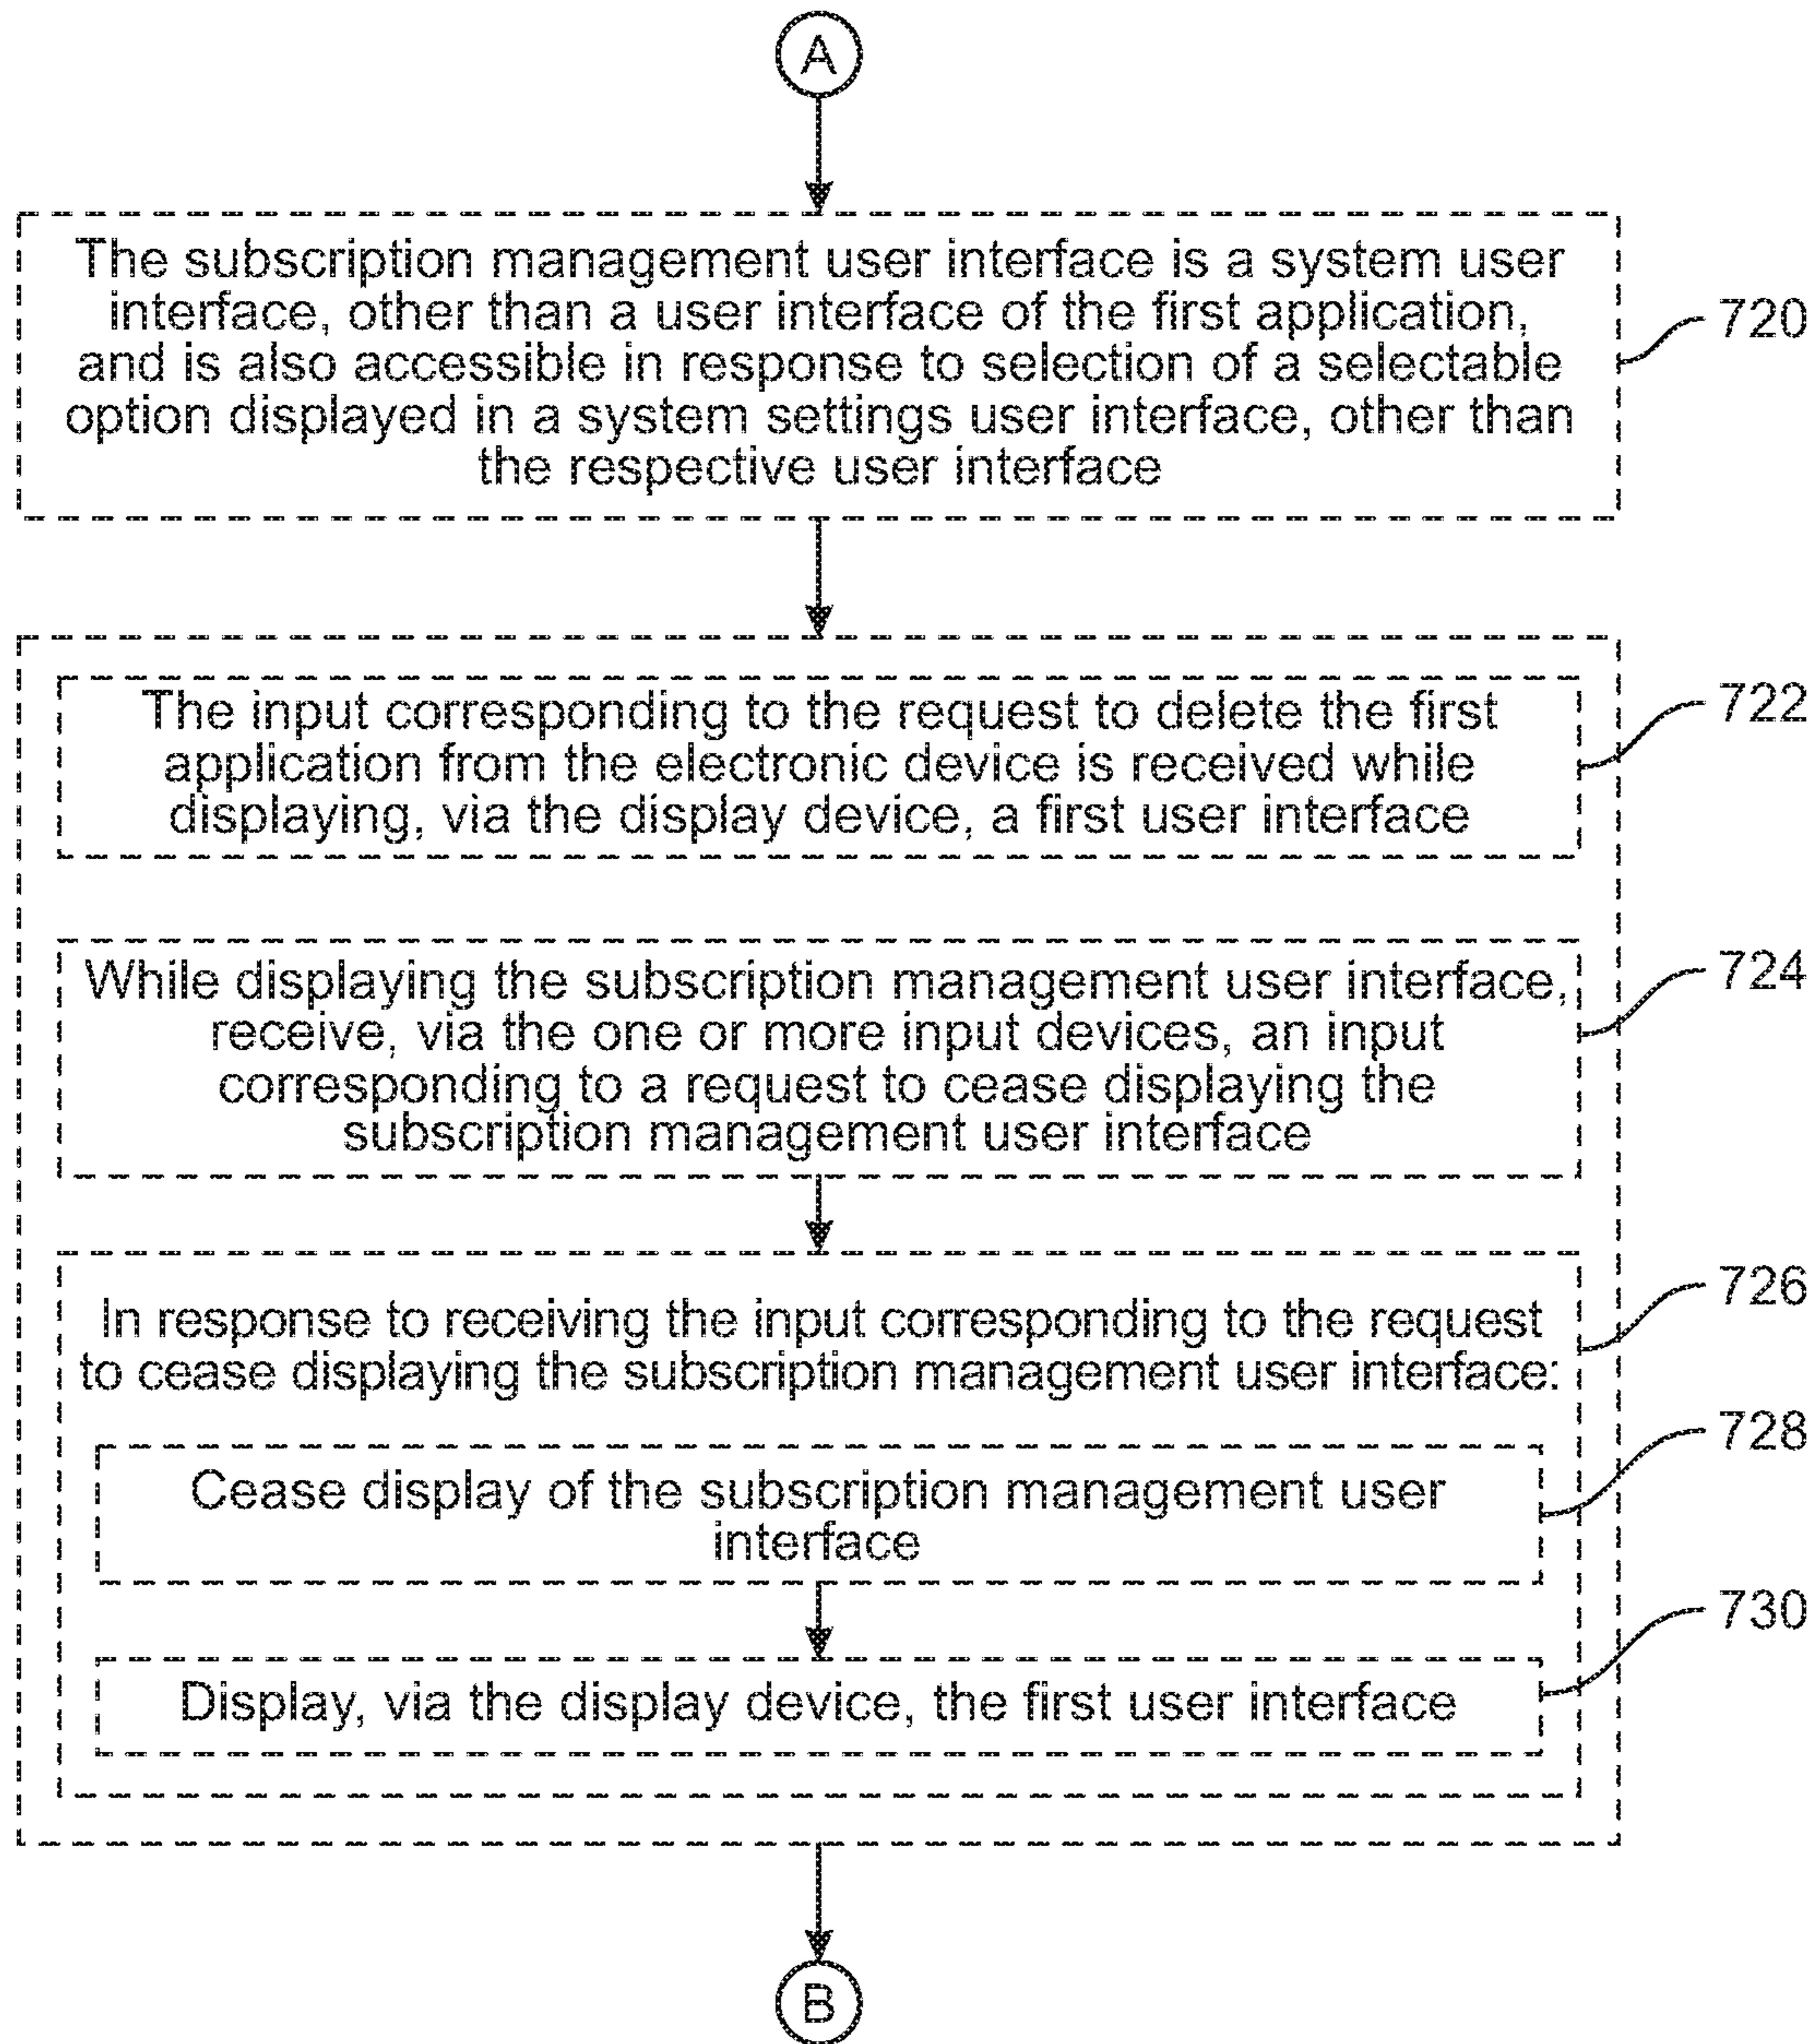 A
The subscription management user interface is a system user
interface, other than a user interface of the first application,
and is also accessible in response to selection of a selectable
option displayed in a system settings user interface, other than
the respective user interface
720
The input corresponding to the request to delete the first
application from the electronic device is received while
displaying, via the display device, a first user interface
722
While displaying the subscription management user interface,
receive, via the one or more input devices, an input
corresponding to a request to cease displaying the
subscription management user interface
724
In response to receiving the input corresponding to the request
to cease displaying the subscription management user interface:
726
Cease display of the subscription management user
interface
728
Display, via the display device, the first user interface
730
B